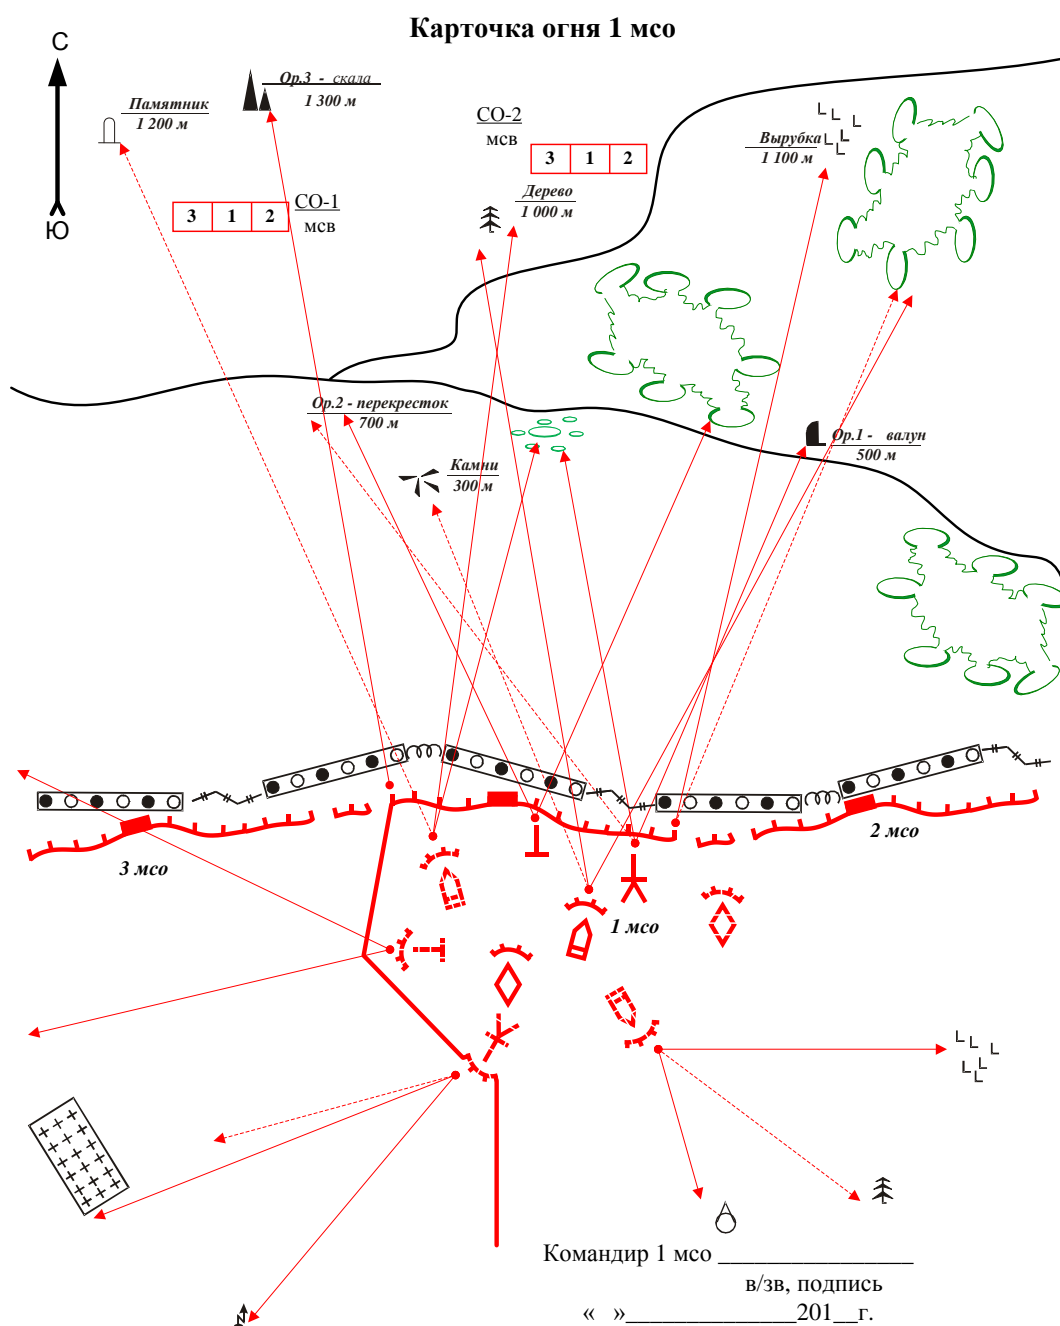 Карточка огня 1 мсо
С
Ю
Памятник
1 200 м
Ор.3 - скала
1 300 м
СО-2
мсв
3 1 2
Вырубка
1 100 м
Дерево
1 000 м
3 1 2
СО-1
мсв
Ор.2 - перекресток
700 м
Ор.1 - валун
500 м
Камни
300 м
3 мсо
2 мсо
1 мсо
Командир 1 мсо ________________
в/зв, подпись
« »______________201__г.